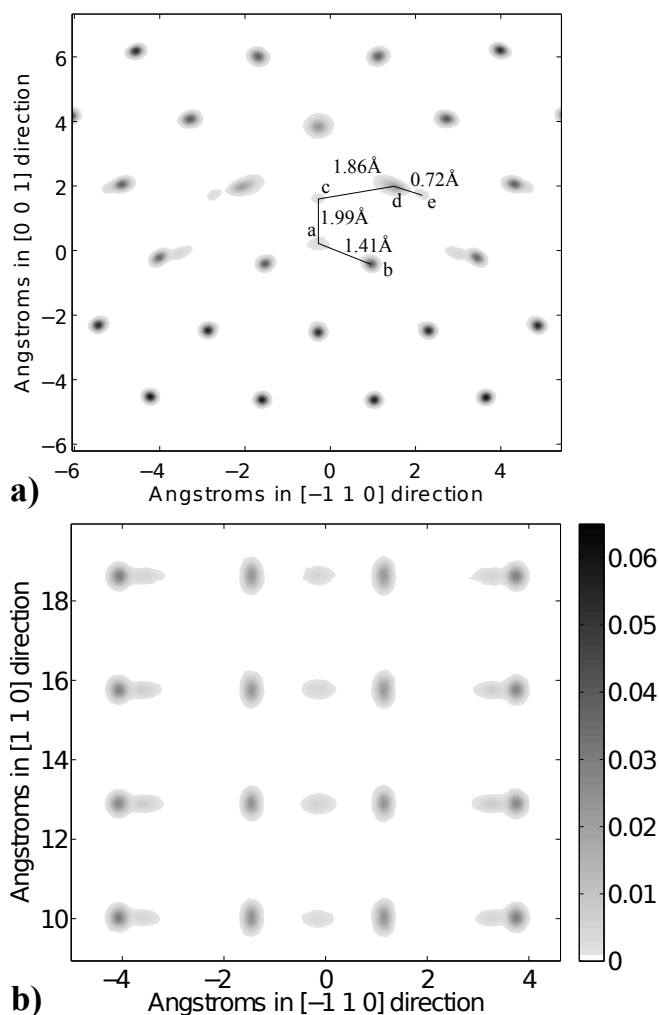 6
4
2
0
−2
−4
−6
Angstroms in [0 0 1] direction
1.86Å
0.72Å
c
d
e
1.99Å
a
1.41Å
b
−6
−4
−2
0
2
4
a)
Angstroms in [−1 1 0] direction
18
16
14
12
10
Angstroms in [1 1 0] direction
0.06
0.05
0.04
0.03
0.02
0.01
0
−4
−2
0
2
4
b)
Angstroms in [−1 1 0] direction